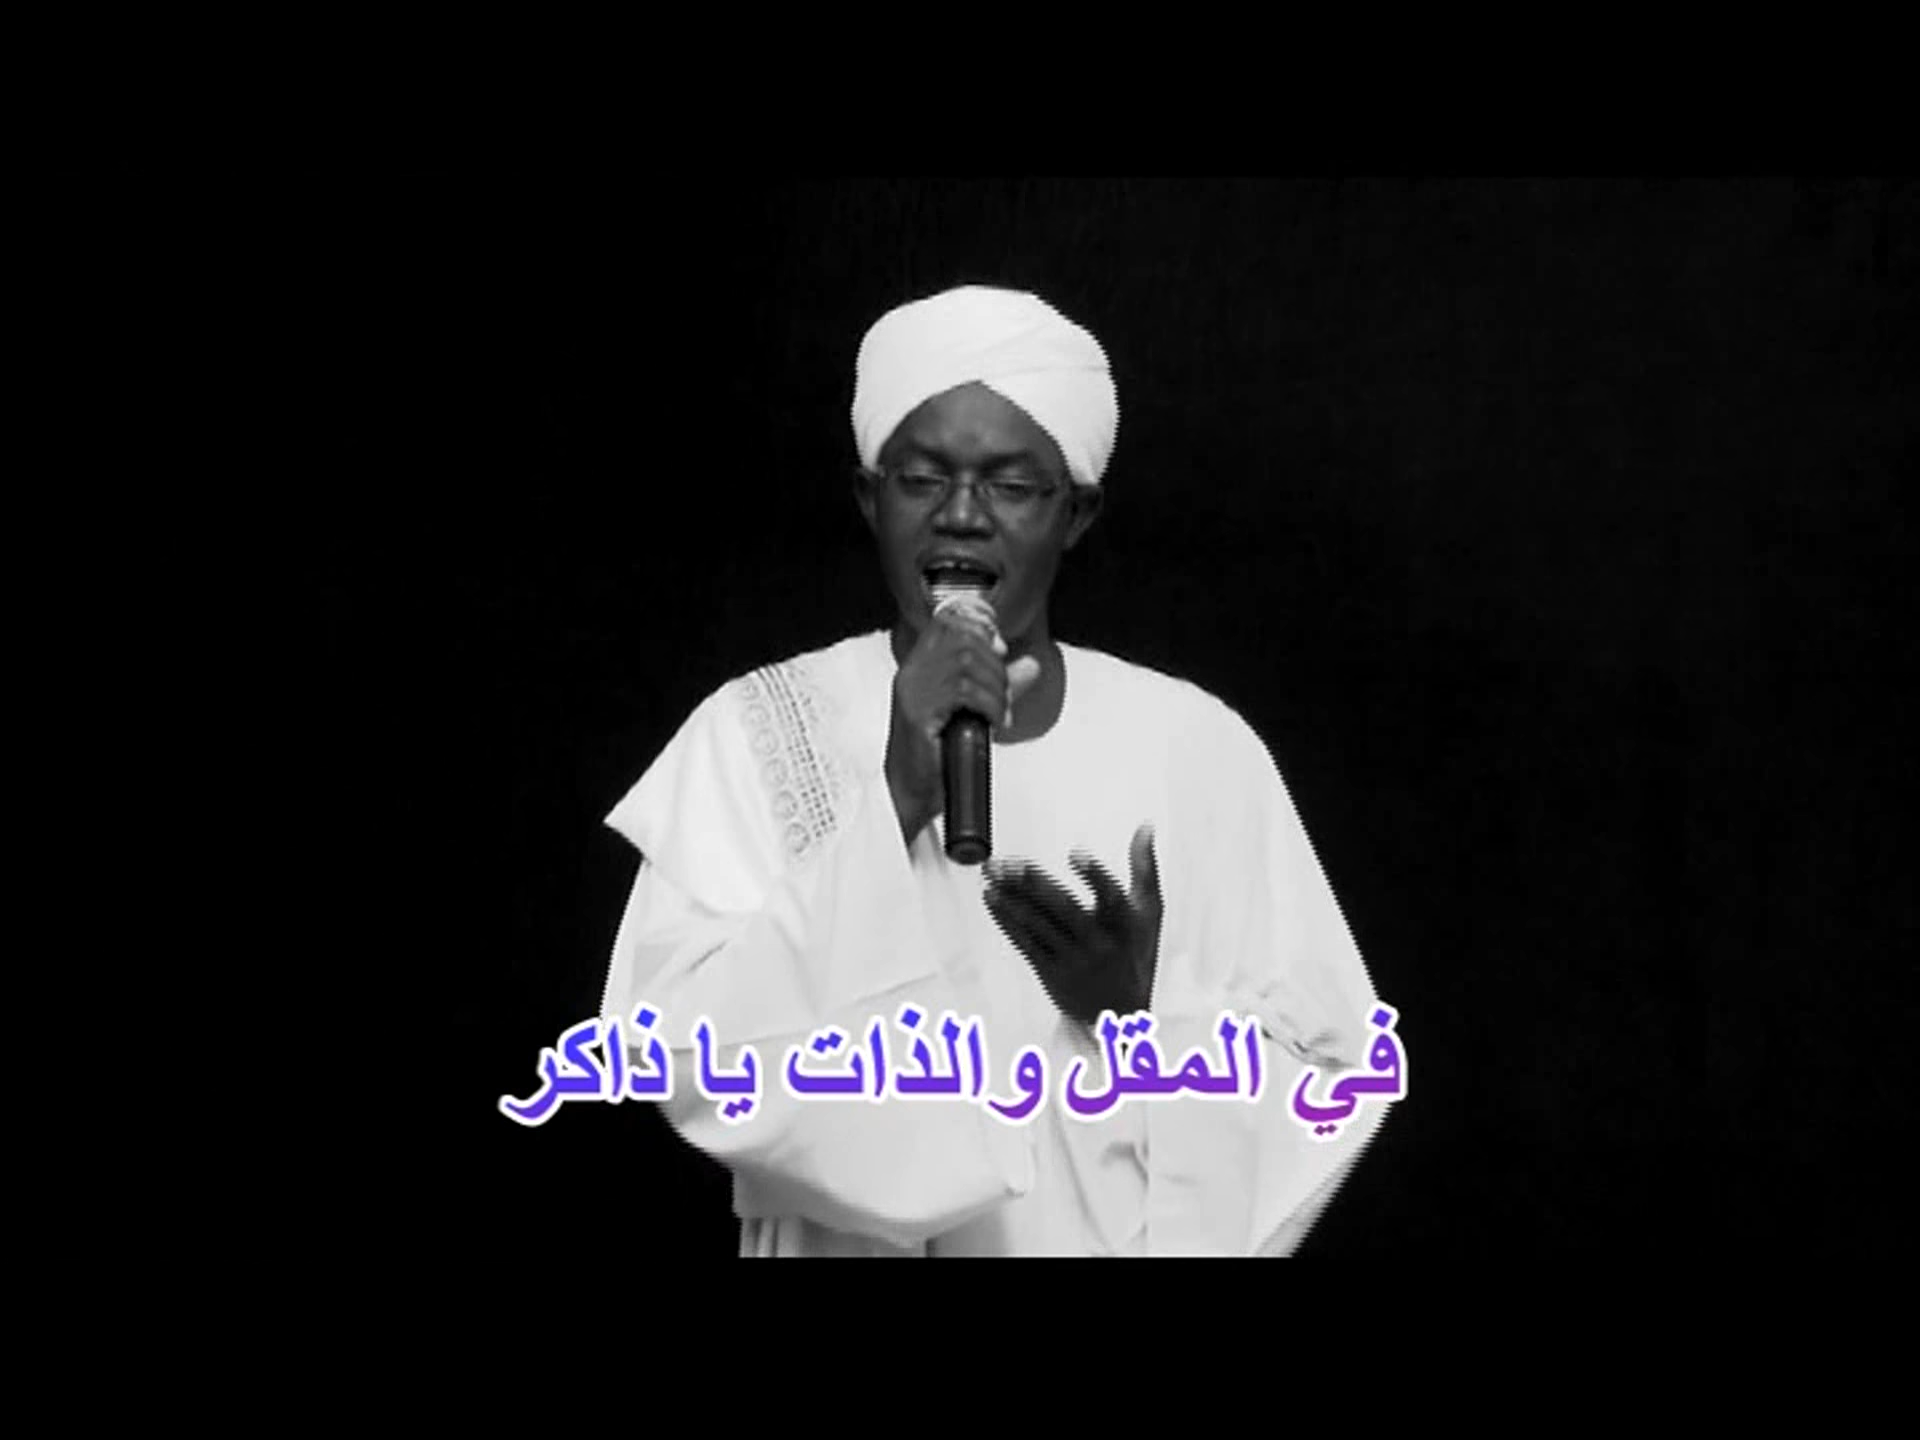 في المقل والذات يا ذاكر